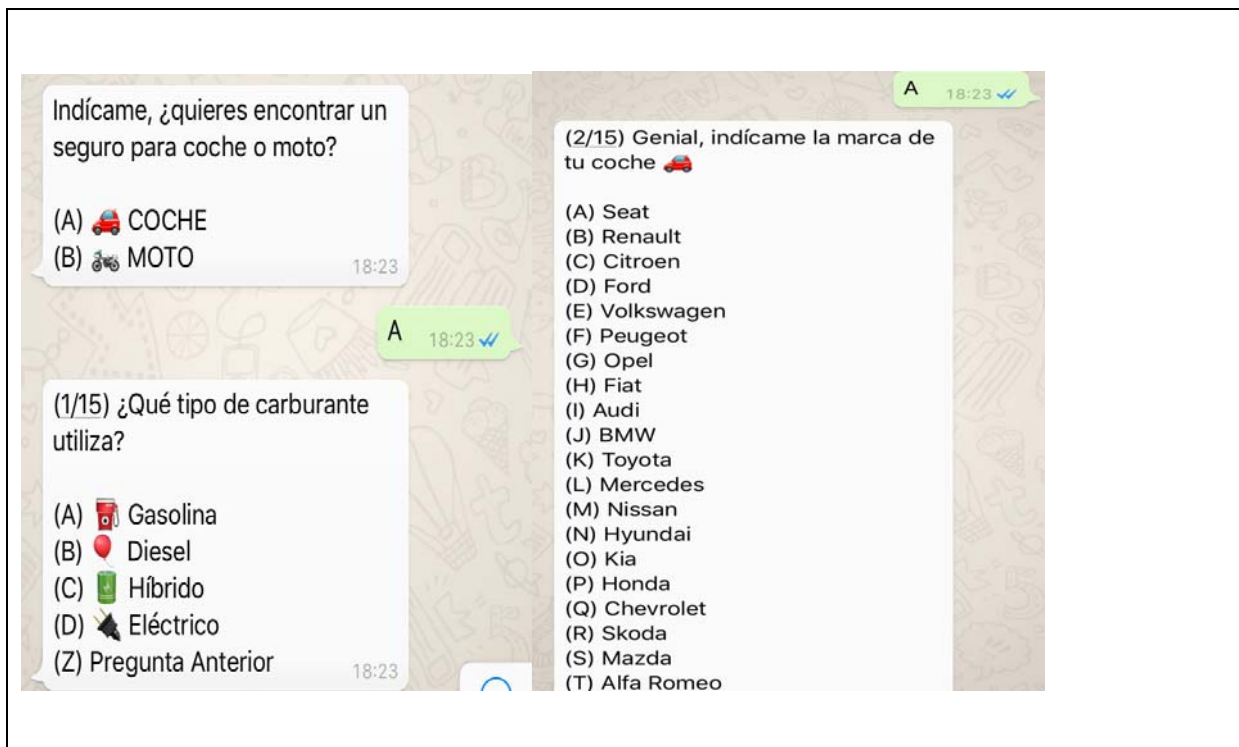 Indícame, ¿quieres encontrar un
seguro para coche o moto?
(A) 🚗 COCHE
(B) 🏍 MOTO
18:23
A 18:23
(1/15) ¿Qué tipo de carburante
utiliza?
(A) ⛽ Gasolina
(B) 🎈 Diesel
(C) 🔋 Híbrido
(D) 🔌 Eléctrico
(Z) Pregunta Anterior
18:23
A 18:23
(2/15) Genial, indícame la marca de
tu coche 🚗
(A) Seat
(B) Renault
(C) Citroen
(D) Ford
(E) Volkswagen
(F) Peugeot
(G) Opel
(H) Fiat
(I) Audi
(J) BMW
(K) Toyota
(L) Mercedes
(M) Nissan
(N) Hyundai
(O) Kia
(P) Honda
(Q) Chevrolet
(R) Skoda
(S) Mazda
(T) Alfa Romeo